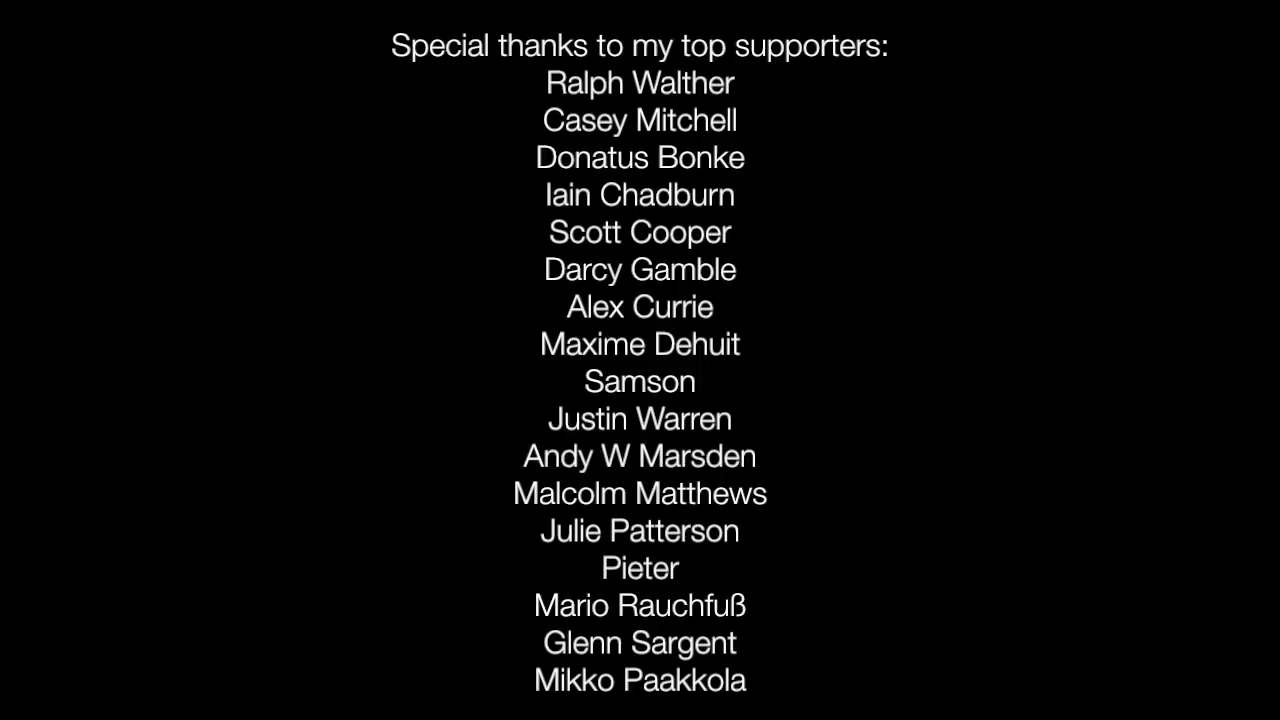 Special thanks to my top supporters:
Ralph Walther
Casey Mitchell
Donatus Bonke
Iain Chadburn
Scott Cooper
Darcy Gamble
Alex Currie
Maxime Dehuit
Samson
Justin Warren
Andy W Marsden
Malcolm Matthews
Julie Patterson
Pieter
Mario Rauchfuß
Glenn Sargent
Mikko Paakkola